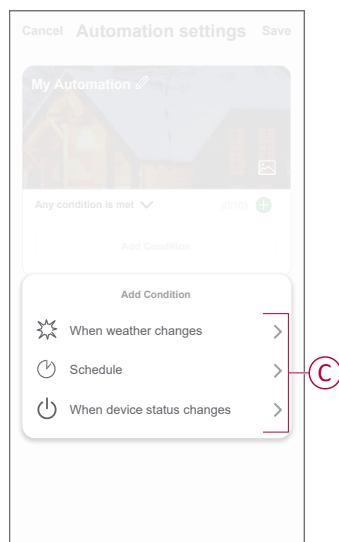 Cancel Automation settings Save
My Automation
Any condition is met (0/10)
Add Condition
Add Condition
When weather changes
Schedule
When device status changes
C